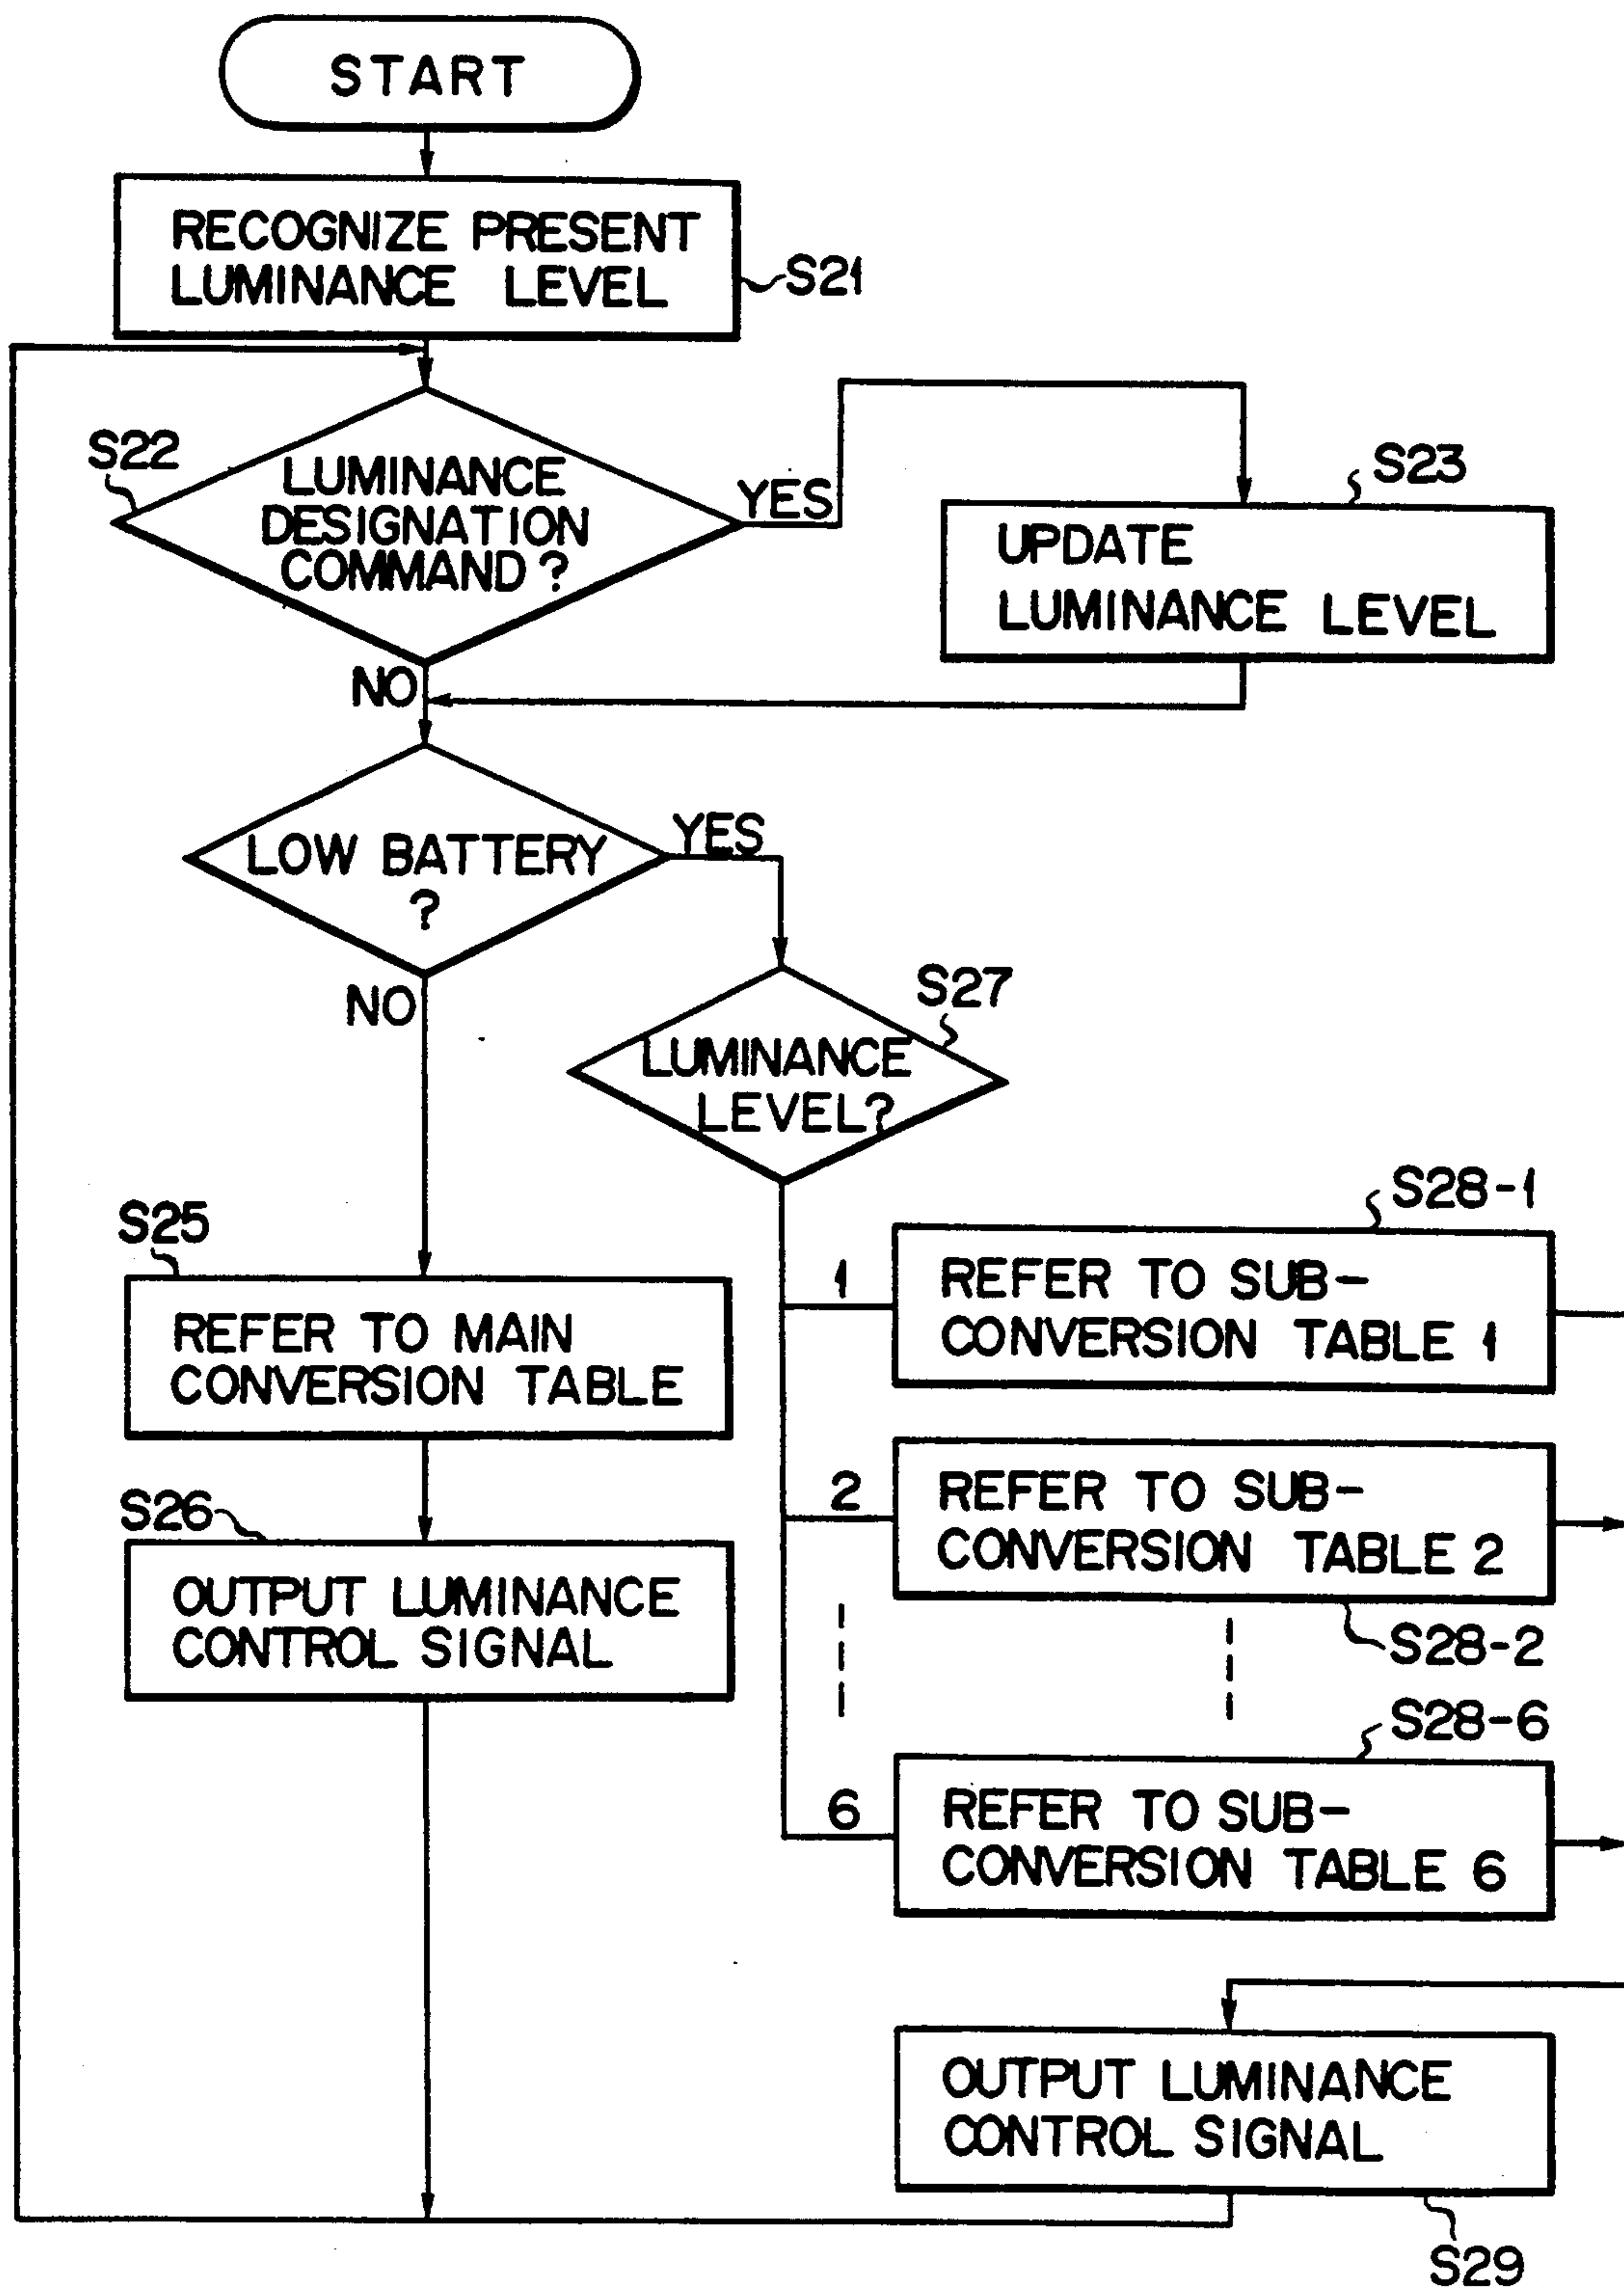 START
RECOGNIZE PRESENT
LUMINANCE LEVEL
S21
S22
LUMINANCE
DESIGNATION
COMMAND?
YES
S23
UPDATE
LUMINANCE LEVEL
NO
LOW BATTERY
?
YES
NO
S27
LUMINANCE
LEVEL?
S25
REFER TO MAIN
CONVERSION TABLE
S28-1
1
REFER TO SUB-
CONVERSION TABLE 1
2
REFER TO SUB-
CONVERSION TABLE 2
S28-2
S26
OUTPUT LUMINANCE
CONTROL SIGNAL
S28-6
6
REFER TO SUB-
CONVERSION TABLE 6
OUTPUT LUMINANCE
CONTROL SIGNAL
S29